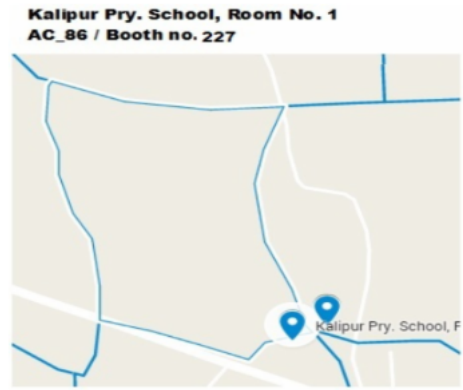 Kalipur Pry. School, Room No. 1
AC_86 / Booth no. 227
Kalipur Pry. School,